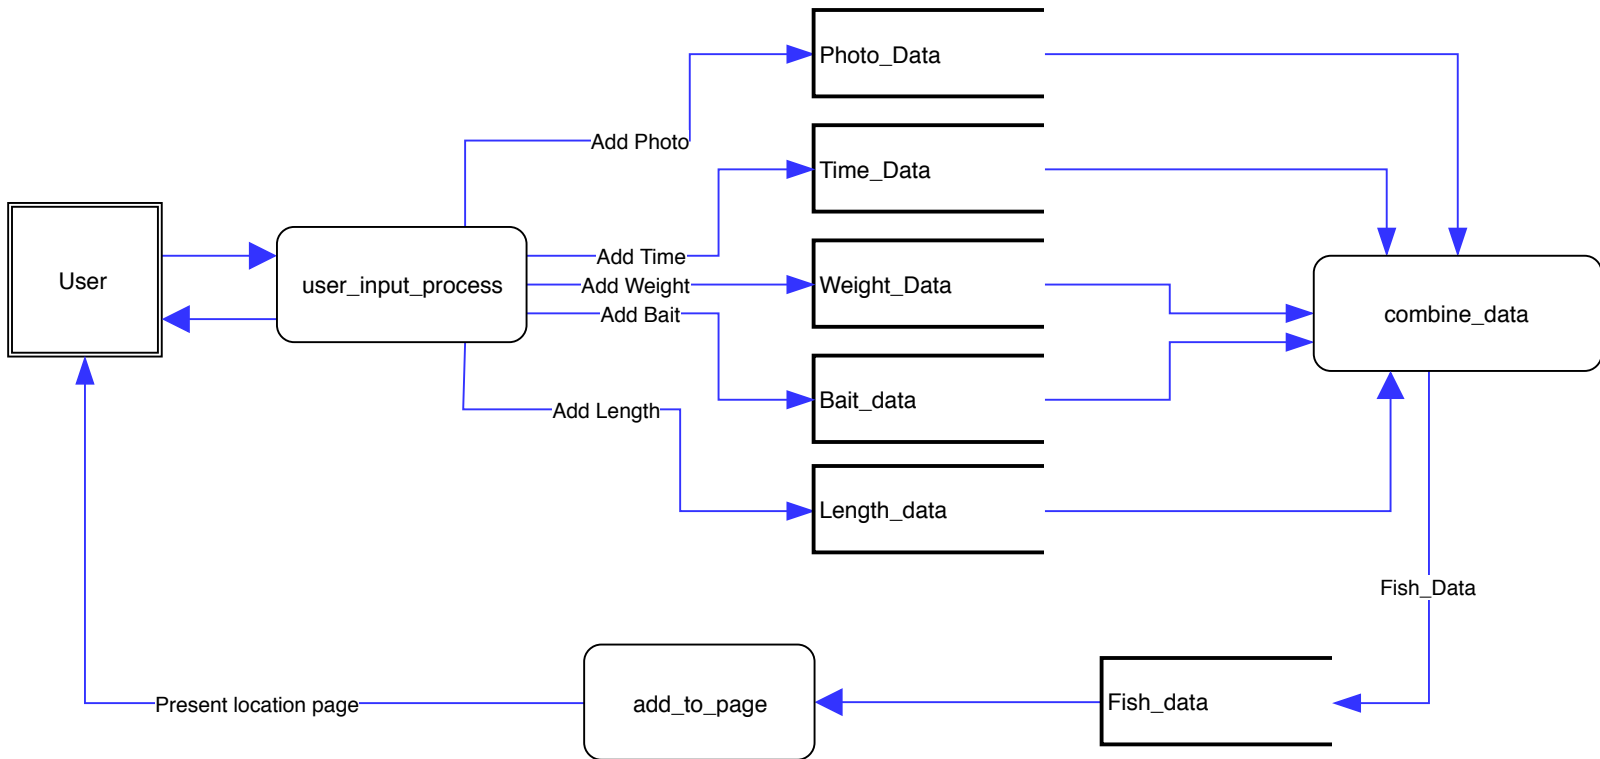 Photo_Data
Add Photo
Time_Data
Add Time
User
user_input_process
Add Weight
Weight_Data
Add Bait
combine_data
Bait_data
Add Length
Length_data
Fish_Data
Present location page
add_to_page
Fish_data